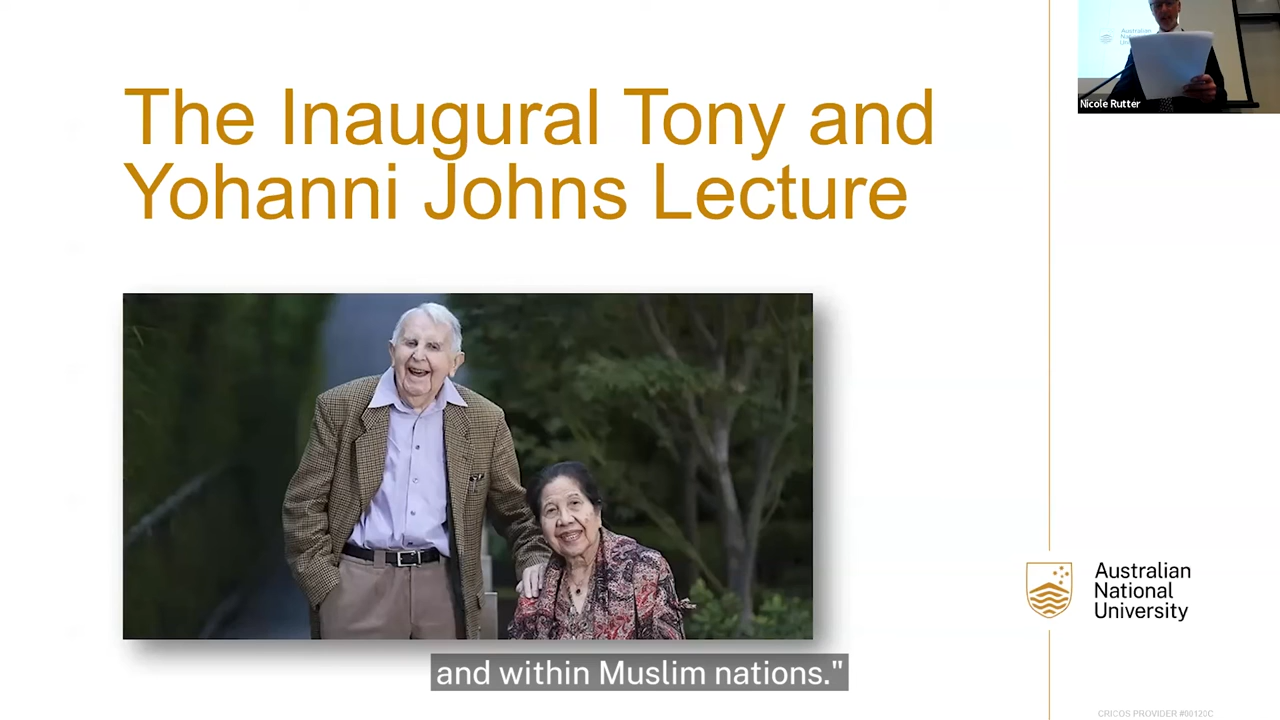 The Inaugural Tony and
Yohanni Johns Lecture
Nicole Rutter
Australian
National
University
and within Muslim nations."
CRICOS PROVIDER #00120C